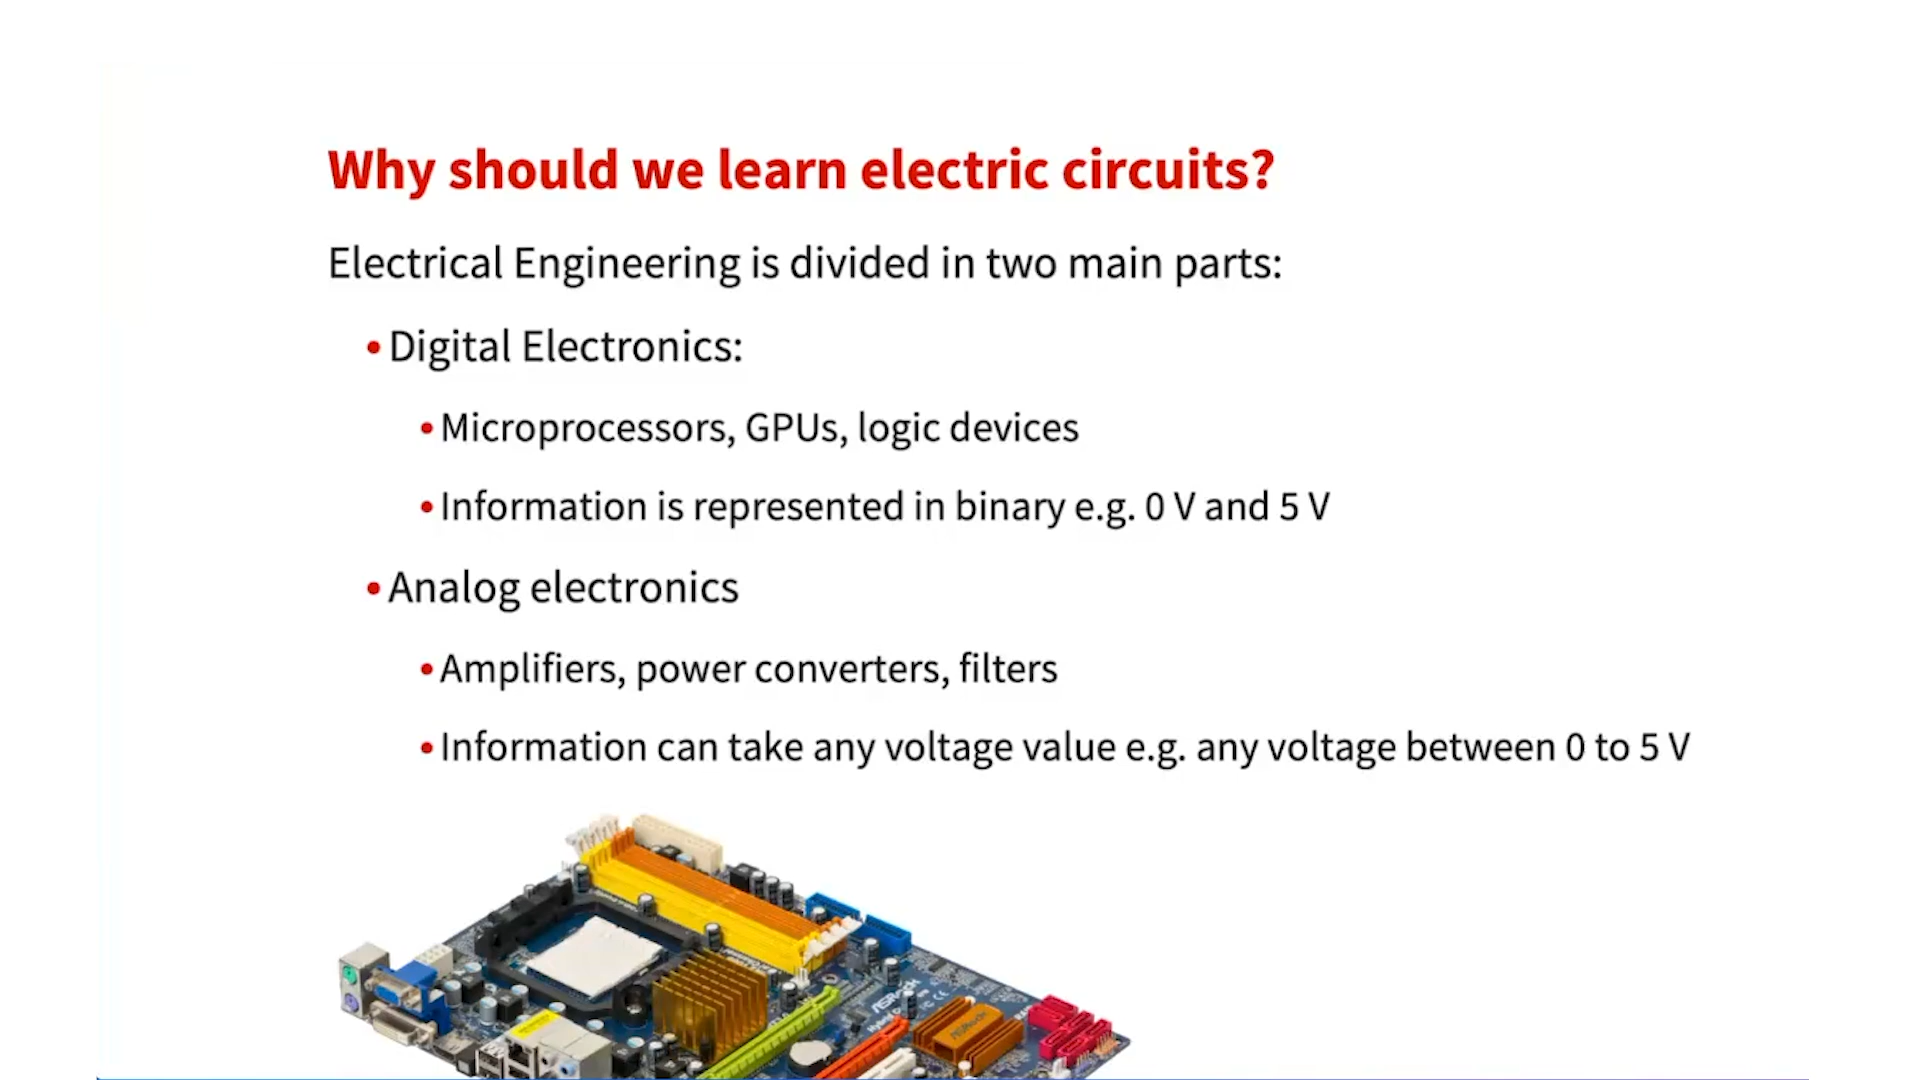 Why should we learn electric circuits?
Electrical Engineering is divided in two main parts:
• Digital Electronics:
• Microprocessors, GPUs, logic devices
• Information is represented in binary e.g. 0 V and 5 V
• Analog electronics
• Amplifiers, power converters, filters
• Information can take any voltage value e.g. any voltage between 0 to 5 V
ASRock